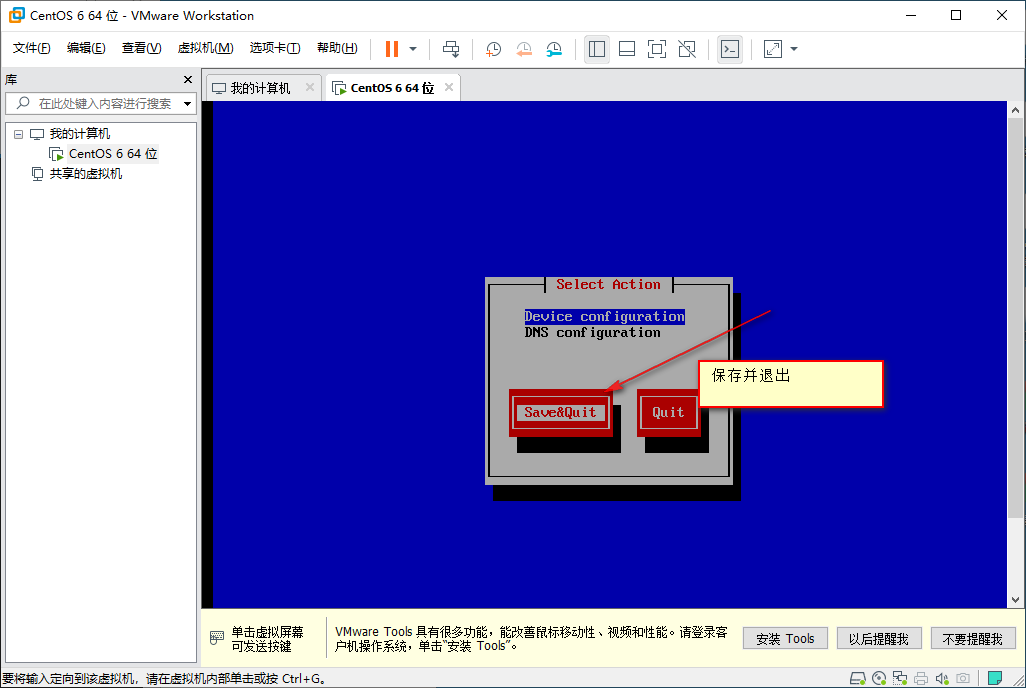 CentOS 6 64 位 - VMware Workstation
文件(F) 编辑(E) 查看(V) 虚拟机(M) 选项卡(T) 帮助(H)
库
在此处键入内容进行搜索
我的计算机
CentOS 6 64 位
共享的虚拟机
我的计算机 CentOS 6 64 位
Select Action
Device configuration
DNS configuration
保存并退出
Save&Quit Quit
单击虚拟屏幕
可发送按键
VMware Tools 具有很多功能，能改善鼠标移动性、视频和性能。请登录客
户机操作系统，单击“安装 Tools”。
安装 Tools 以后提醒我 不要提醒我
要将输入定向到该虚拟机，请在虚拟机内部单击或按 Ctrl+G。